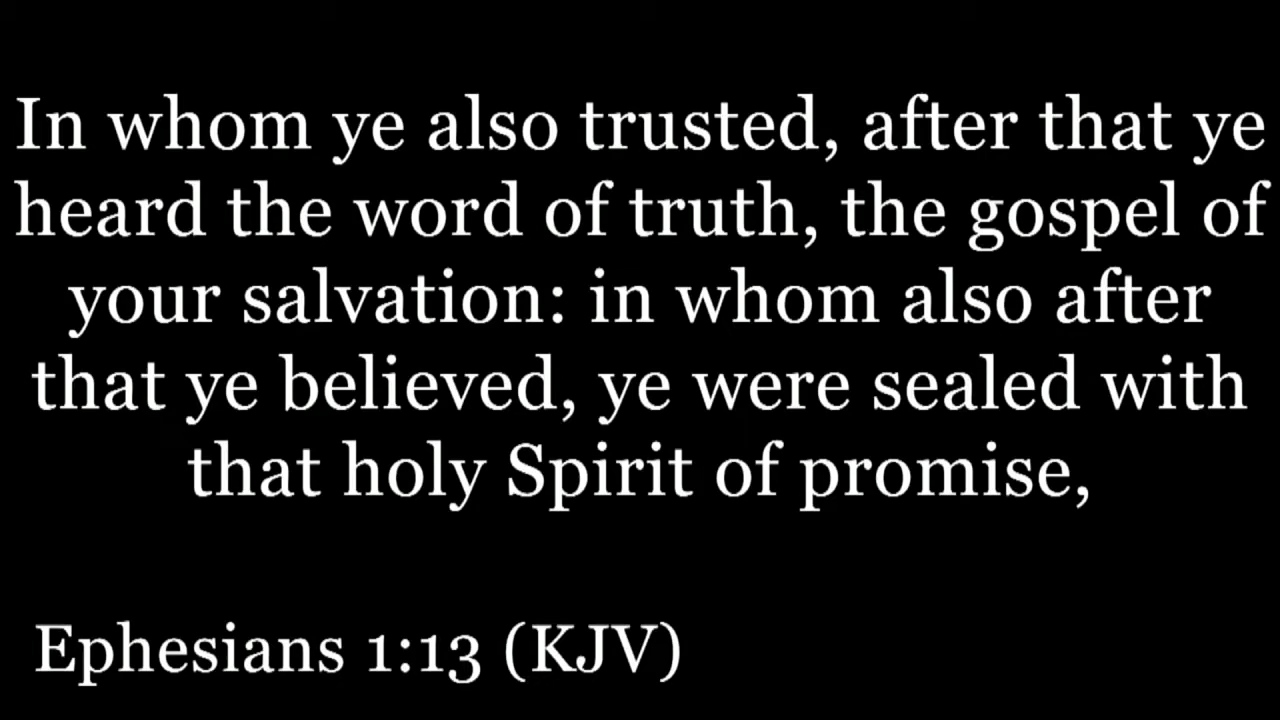 In whom ye also trusted, after that ye
heard the word of truth, the gospel of
your salvation: in whom also after
that ye believed, ye were sealed with
that holy Spirit of promise,
Ephesians 1:13 (KJV)